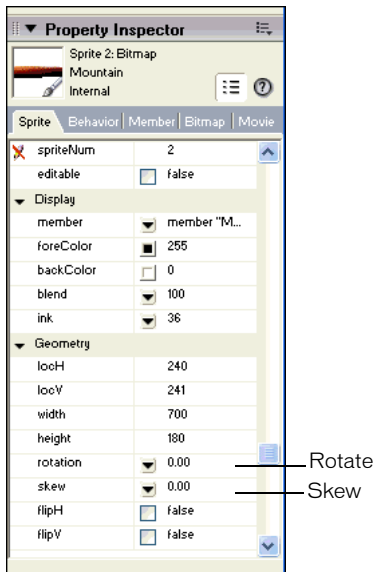 Property Inspector
Sprite 2: Bitmap
Mountain
Internal
Sprite Behavior Member Bitmap Movie
spriteNum 2
editable false
Display
member member "M...
foreColor 255
backColor 0
blend 100
ink 36
Geometry
locH 240
locV 241
width 700
height 180
rotation 0.00 Rotate
skew 0.00 Skew
flipH false
flipV false